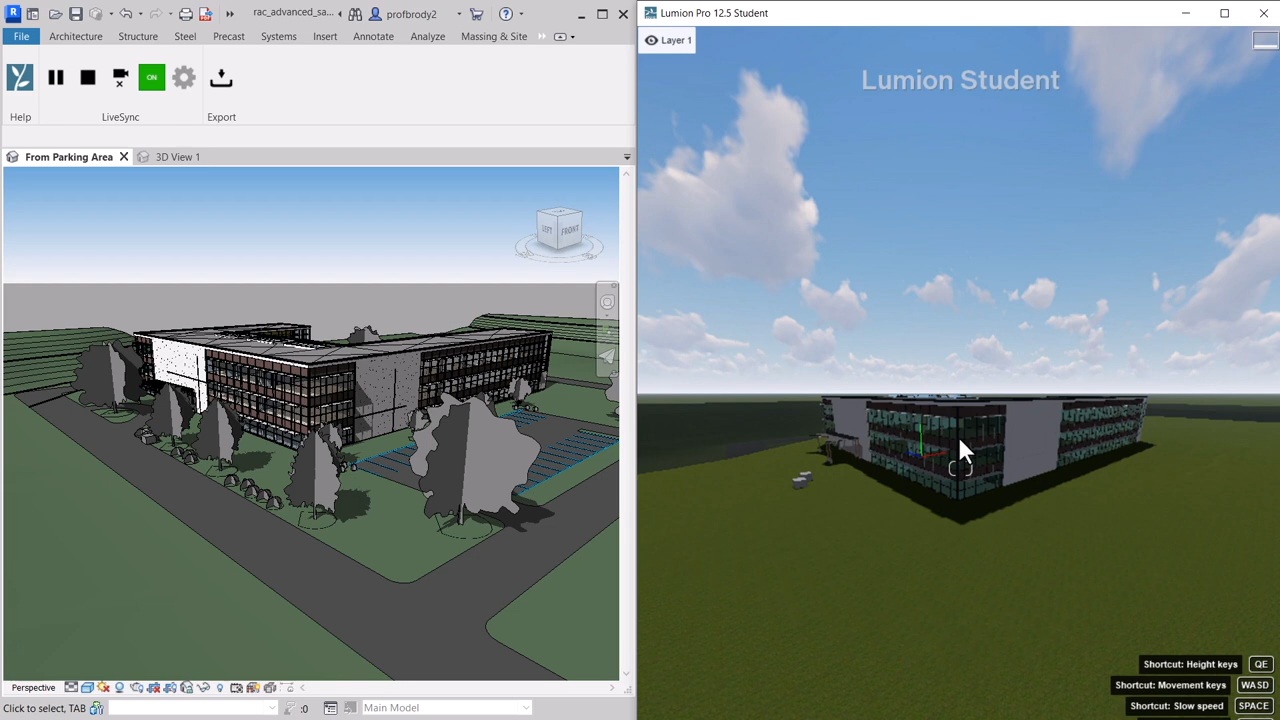 rac_advanced_sa...
profbrody2
File
Architecture
Structure
Steel
Precast
Systems
Insert
Annotate
Analyze
Massing & Site
ON
Help
LiveSync
Export
From Parking Area
3D View 1
LEFT
FRONT
Perspective
Click to select, TAB
:0
Main Model
Lumion Pro 12.5 Student
Layer 1
Lumion Student
Shortcut: Height keys QE
Shortcut: Movement keys WASD
Shortcut: Slow speed SPACE